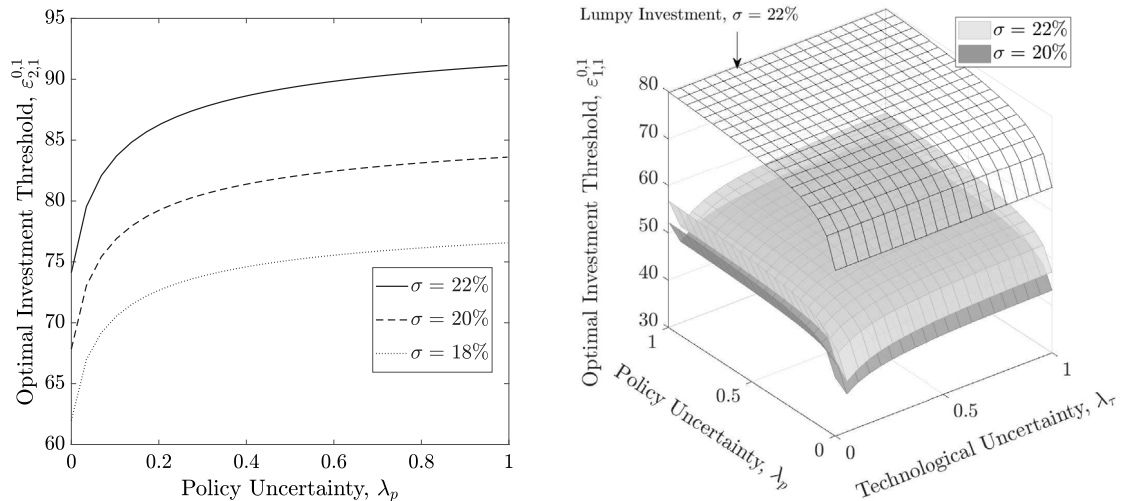 95
90
85
80
75
70
65
60
0
0.2
0.4
0.6
0.8
1
Optimal Investment Threshold, ε^{0,1}_{2,1}
Policy Uncertainty, λ_p
σ = 22%
σ = 20%
σ = 18%
Lumpy Investment, σ = 22%
σ = 22%
σ = 20%
80
70
60
50
40
30
Optimal Investment Threshold, ε^{0,1}_{1,1}
1
0.5
0
Policy Uncertainty, λ_p
0
0.5
1
Technological Uncertainty, λ_τ